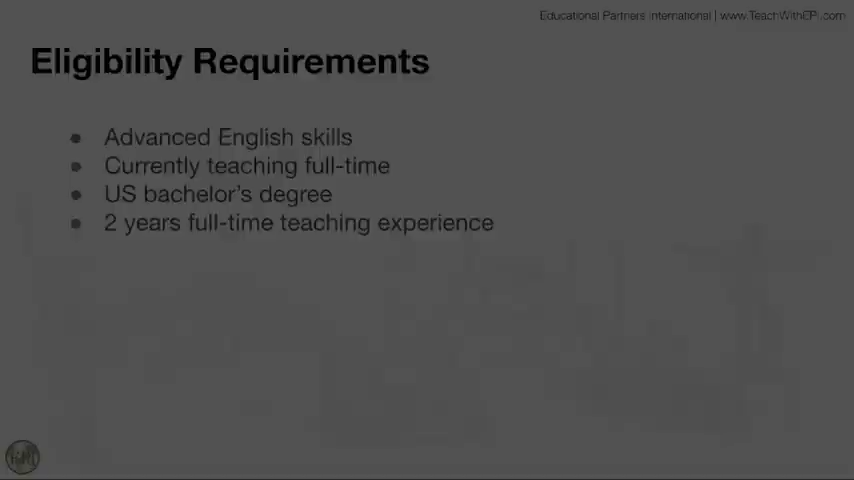 Educational Partners International | www.TeachWithEPI.com
Eligibility Requirements
● Advanced English skills
● Currently teaching full-time
● US bachelor's degree
● 2 years full-time teaching experience